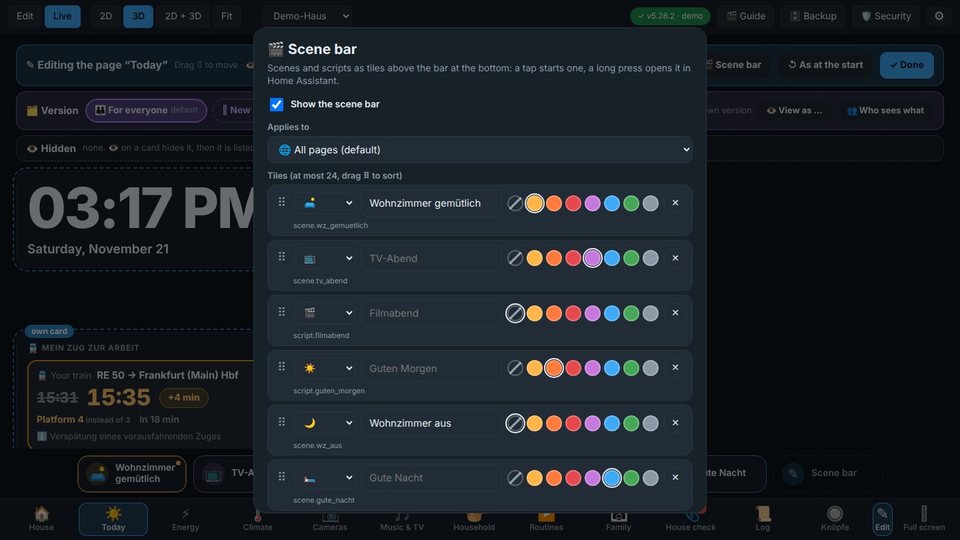 Edit Live 2D 3D 2D + 3D Fit Demo-Haus ✓ v5.28.2 · demo Guide Backup Security
Editing the page “Today” Drag ⠿ to move · Scene bar As at the start ✓ Done
Version For everyone default New own version View as ... Who sees what
Hidden none. on a card hides it, then it is listed
03:17 PM
Saturday, November 21
own card
MEIN ZUG ZUR ARBEIT
Your train RE 50 → Frankfurt (Main) Hbf
15:31 15:35 +4 min
Platform 4 instead of 3 in 18 min
Verspätung eines vorausfahrenden Zuges
Scene bar
Scenes and scripts as tiles above the bar at the bottom: a tap starts one, a long press opens it in
Home Assistant.
Show the scene bar
Applies to
All pages (default)
Tiles (at most 24, drag ⠿ to sort)
Wohnzimmer gemütlich
scene.wz_gemuetlich
TV-Abend
scene.tv_abend
Filmabend
script.filmabend
Guten Morgen
script.guten_morgen
Wohnzimmer aus
scene.wz_aus
Gute Nacht
scene.gute_nacht
Wohnzimmer
gemütlich
Scene bar
House Today Energy Climate Cameras Music & TV Household Routines Family House check Log Knöpfe Edit Full screen